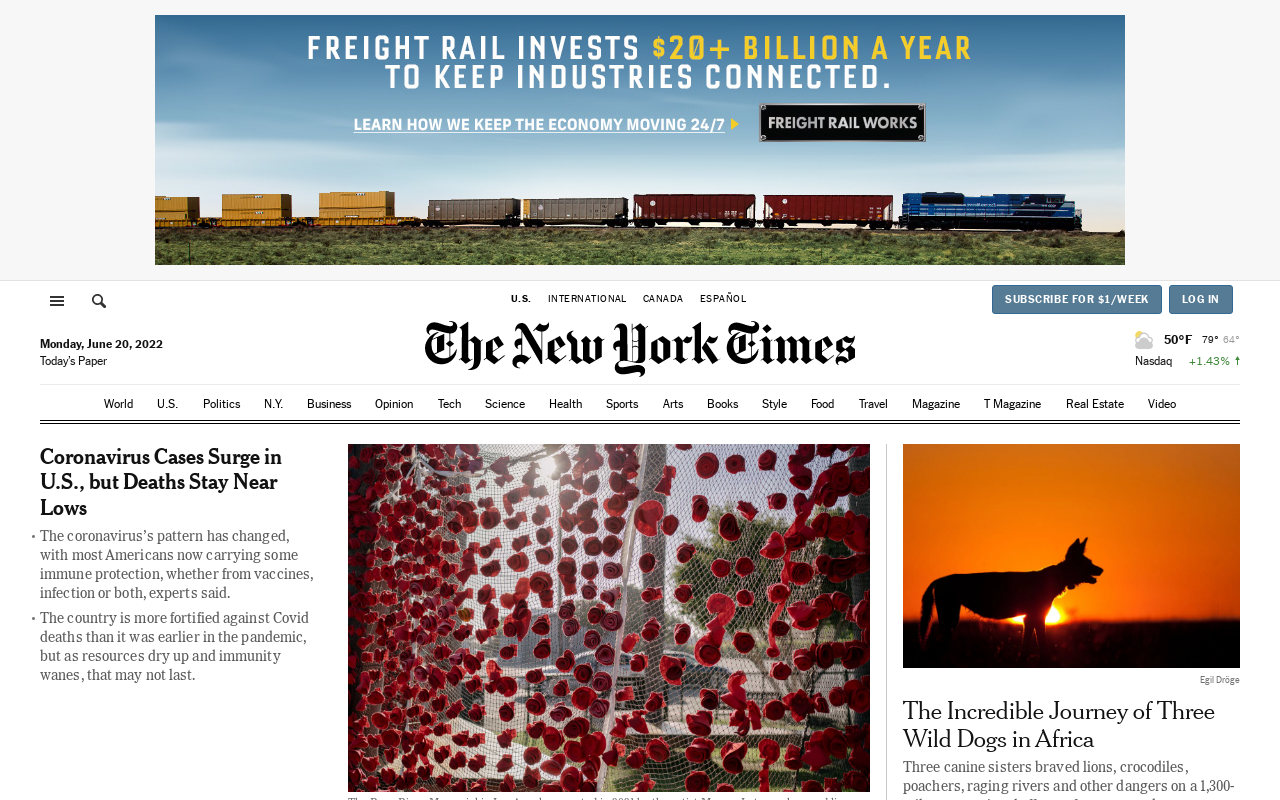 FREIGHT RAIL INVESTS $20+ BILLION A YEAR
TO KEEP INDUSTRIES CONNECTED.
LEARN HOW WE KEEP THE ECONOMY MOVING 24/7
FREIGHT RAIL WORKS
U.S. INTERNATIONAL CANADA ESPAÑOL
SUBSCRIBE FOR $1/WEEK LOG IN
The New York Times
Monday, June 20, 2022
Today's Paper
50°F 79° 64°
Nasdaq +1.43% ↑
World U.S. Politics N.Y. Business Opinion Tech Science Health Sports Arts Books Style Food Travel Magazine T Magazine Real Estate Video
Coronavirus Cases Surge in
U.S., but Deaths Stay Near
Lows
• The coronavirus's pattern has changed,
with most Americans now carrying some
immune protection, whether from vaccines,
infection or both, experts said.
• The country is more fortified against Covid
deaths than it was earlier in the pandemic,
but as resources dry up and immunity
wanes, that may not last.
Egil Dröge
The Incredible Journey of Three
Wild Dogs in Africa
Three canine sisters braved lions, crocodiles,
poachers, raging rivers and other dangers on a 1,300-